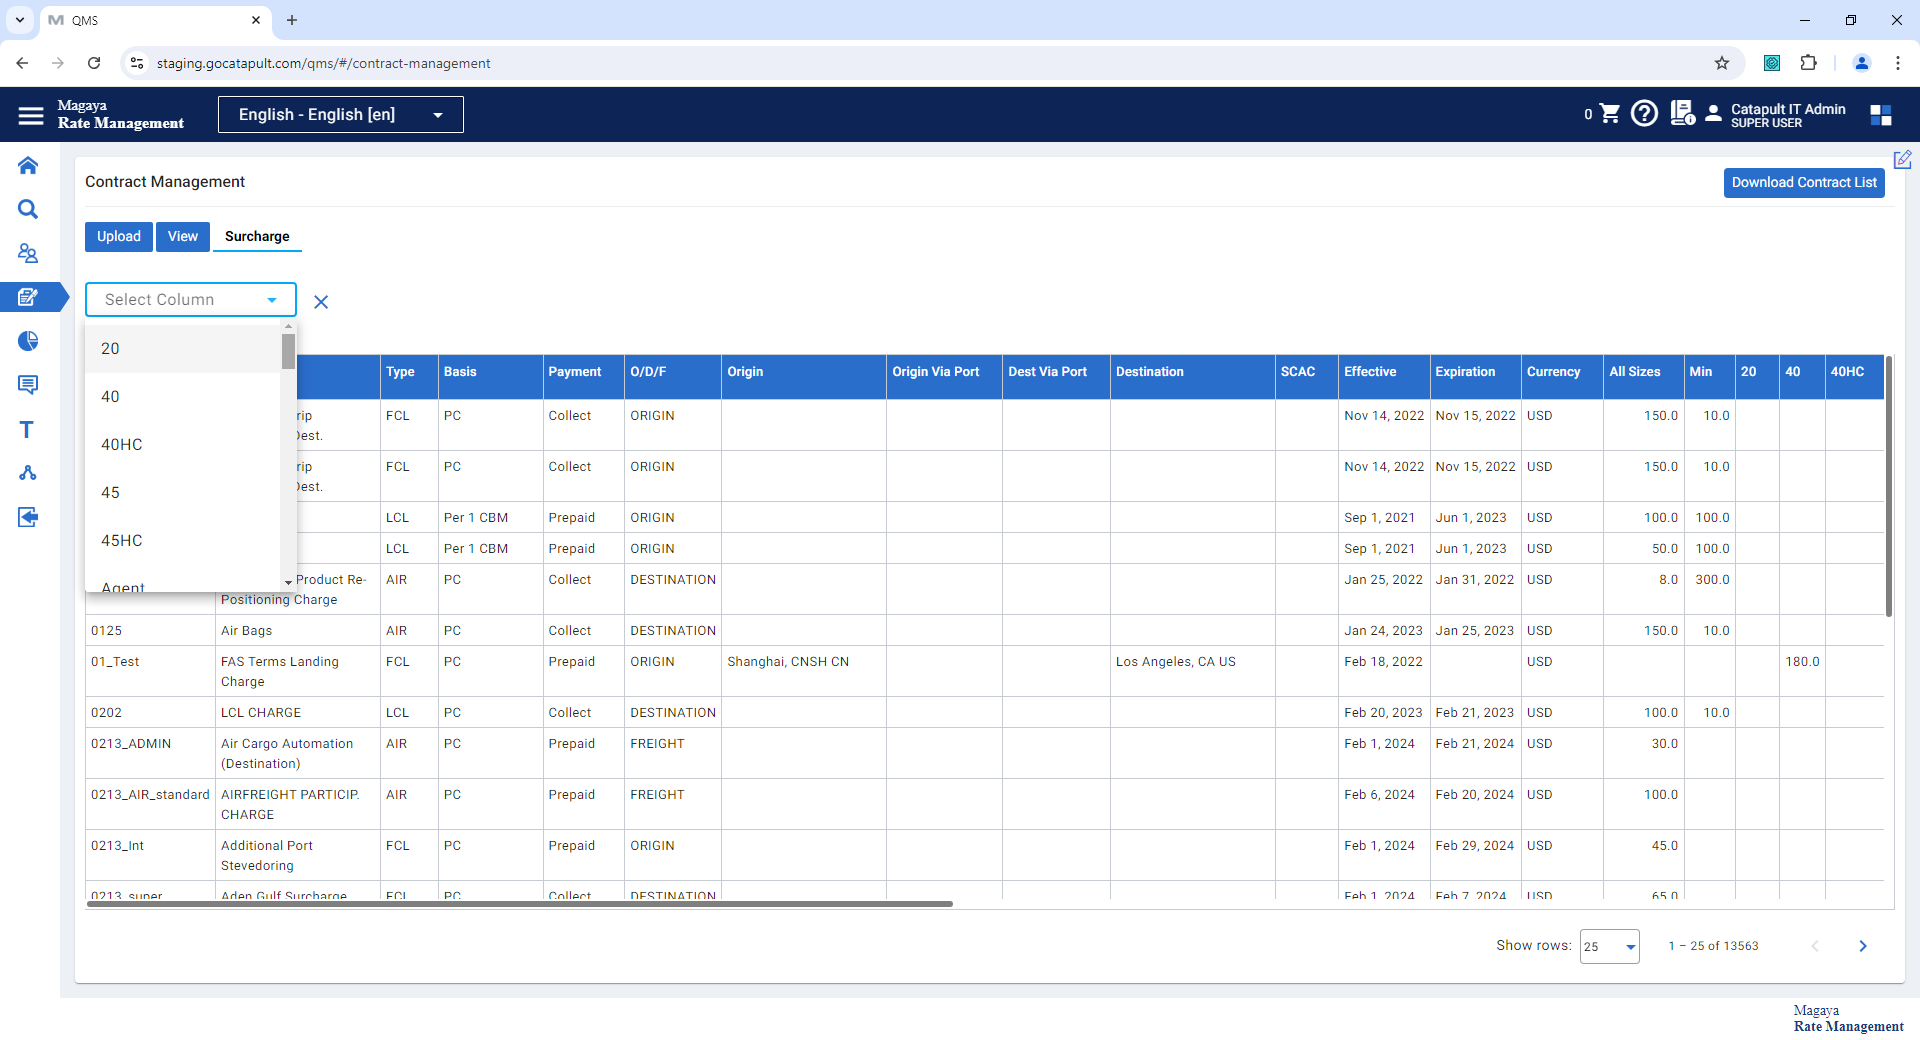 QMS
staging.gocatapult.com/qms/#/contract-management
Magaya
Rate Management
English - English [en]
0
Catapult IT Admin
SUPER USER
Contract Management
Download Contract List
Upload View Surcharge
Select Column
20
40
40HC
45
45HC
Agent
Type Basis Payment O/D/F Origin Origin Via Port Dest Via Port Destination SCAC Effective Expiration Currency All Sizes Min 20 40 40HC
rip FCL PC Collect ORIGIN Nov 14, 2022 Nov 15, 2022 USD 150.0 10.0
Dest.
rip FCL PC Collect ORIGIN Nov 14, 2022 Nov 15, 2022 USD 150.0 10.0
Dest.
LCL Per 1 CBM Prepaid ORIGIN Sep 1, 2021 Jun 1, 2023 USD 100.0 100.0
LCL Per 1 CBM Prepaid ORIGIN Sep 1, 2021 Jun 1, 2023 USD 50.0 100.0
Product Re- AIR PC Collect DESTINATION Jan 25, 2022 Jan 31, 2022 USD 8.0 300.0
Positioning Charge
0125 Air Bags AIR PC Collect DESTINATION Jan 24, 2023 Jan 25, 2023 USD 150.0 10.0
01_Test FAS Terms Landing FCL PC Prepaid ORIGIN Shanghai, CNSH CN Los Angeles, CA US Feb 18, 2022 USD 180.0
Charge
0202 LCL CHARGE LCL PC Collect DESTINATION Feb 20, 2023 Feb 21, 2023 USD 100.0 10.0
0213_ADMIN Air Cargo Automation AIR PC Prepaid FREIGHT Feb 1, 2024 Feb 21, 2024 USD 30.0
(Destination)
0213_AIR_standard AIRFREIGHT PARTICIP. AIR PC Prepaid FREIGHT Feb 6, 2024 Feb 20, 2024 USD 100.0
CHARGE
0213_Int Additional Port FCL PC Prepaid ORIGIN Feb 1, 2024 Feb 29, 2024 USD 45.0
Stevedoring
0213_super Aden Gulf Surcharge FCL PC Collect DESTINATION Feb 1, 2024 Feb 7, 2024 USD 65.0
Show rows: 25 1 – 25 of 13563
Magaya
Rate Management